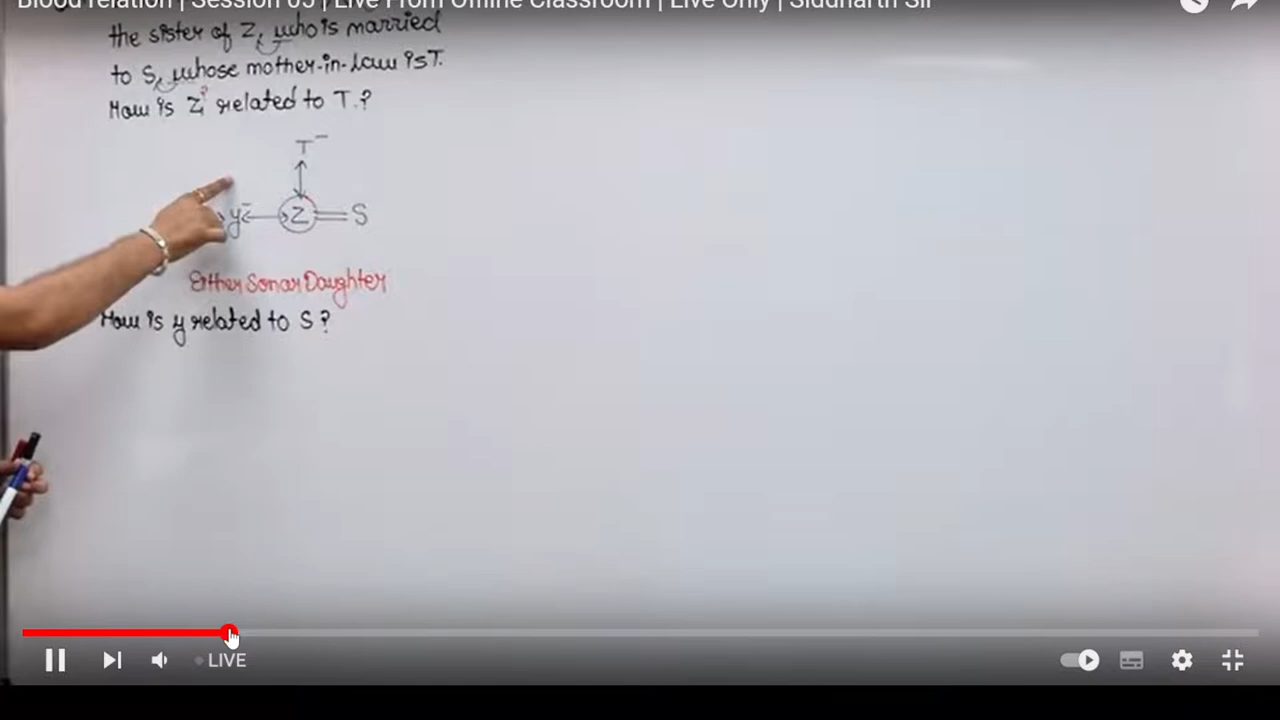 Blood relation | Session 05 | Live From Offline Classroom | Live Only | Siddharth Sir
the sister of Z, who is married
to S, whose mother-in-law is T.
How is Z related to T.?
T −
y − Z S
Either Son or Daughter
How is y related to S ?
LIVE